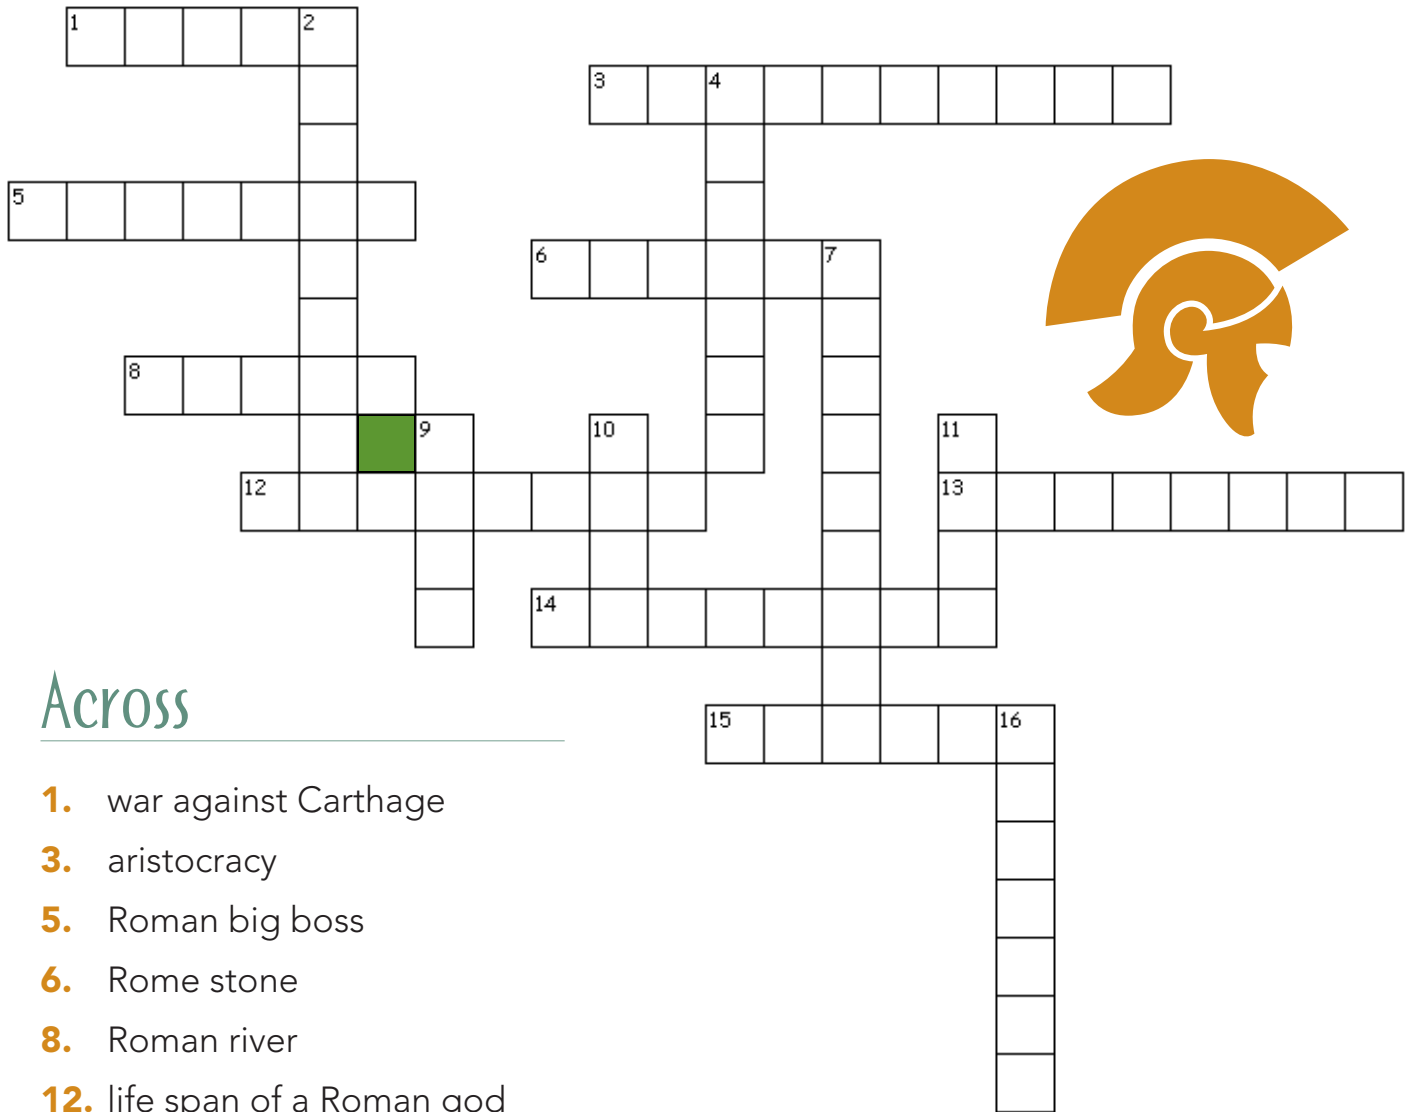 1 2
3 4
5
6 7
8
9 10 11
12 13
14
15 16
Across
1. war against Carthage
3. aristocracy
5. Roman big boss
6. Rome stone
8. Roman river
12. life span of a Roman god